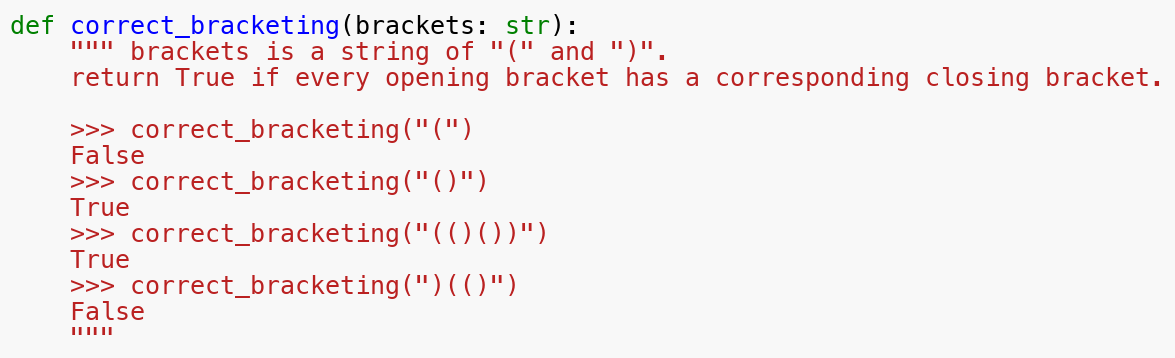 def correct_bracketing(brackets: str):
    """ brackets is a string of "(" and ")".
    return True if every opening bracket has a corresponding closing bracket.

    >>> correct_bracketing("(")
    False
    >>> correct_bracketing("()")
    True
    >>> correct_bracketing("(()())")
    True
    >>> correct_bracketing(")(()")
    False
    """